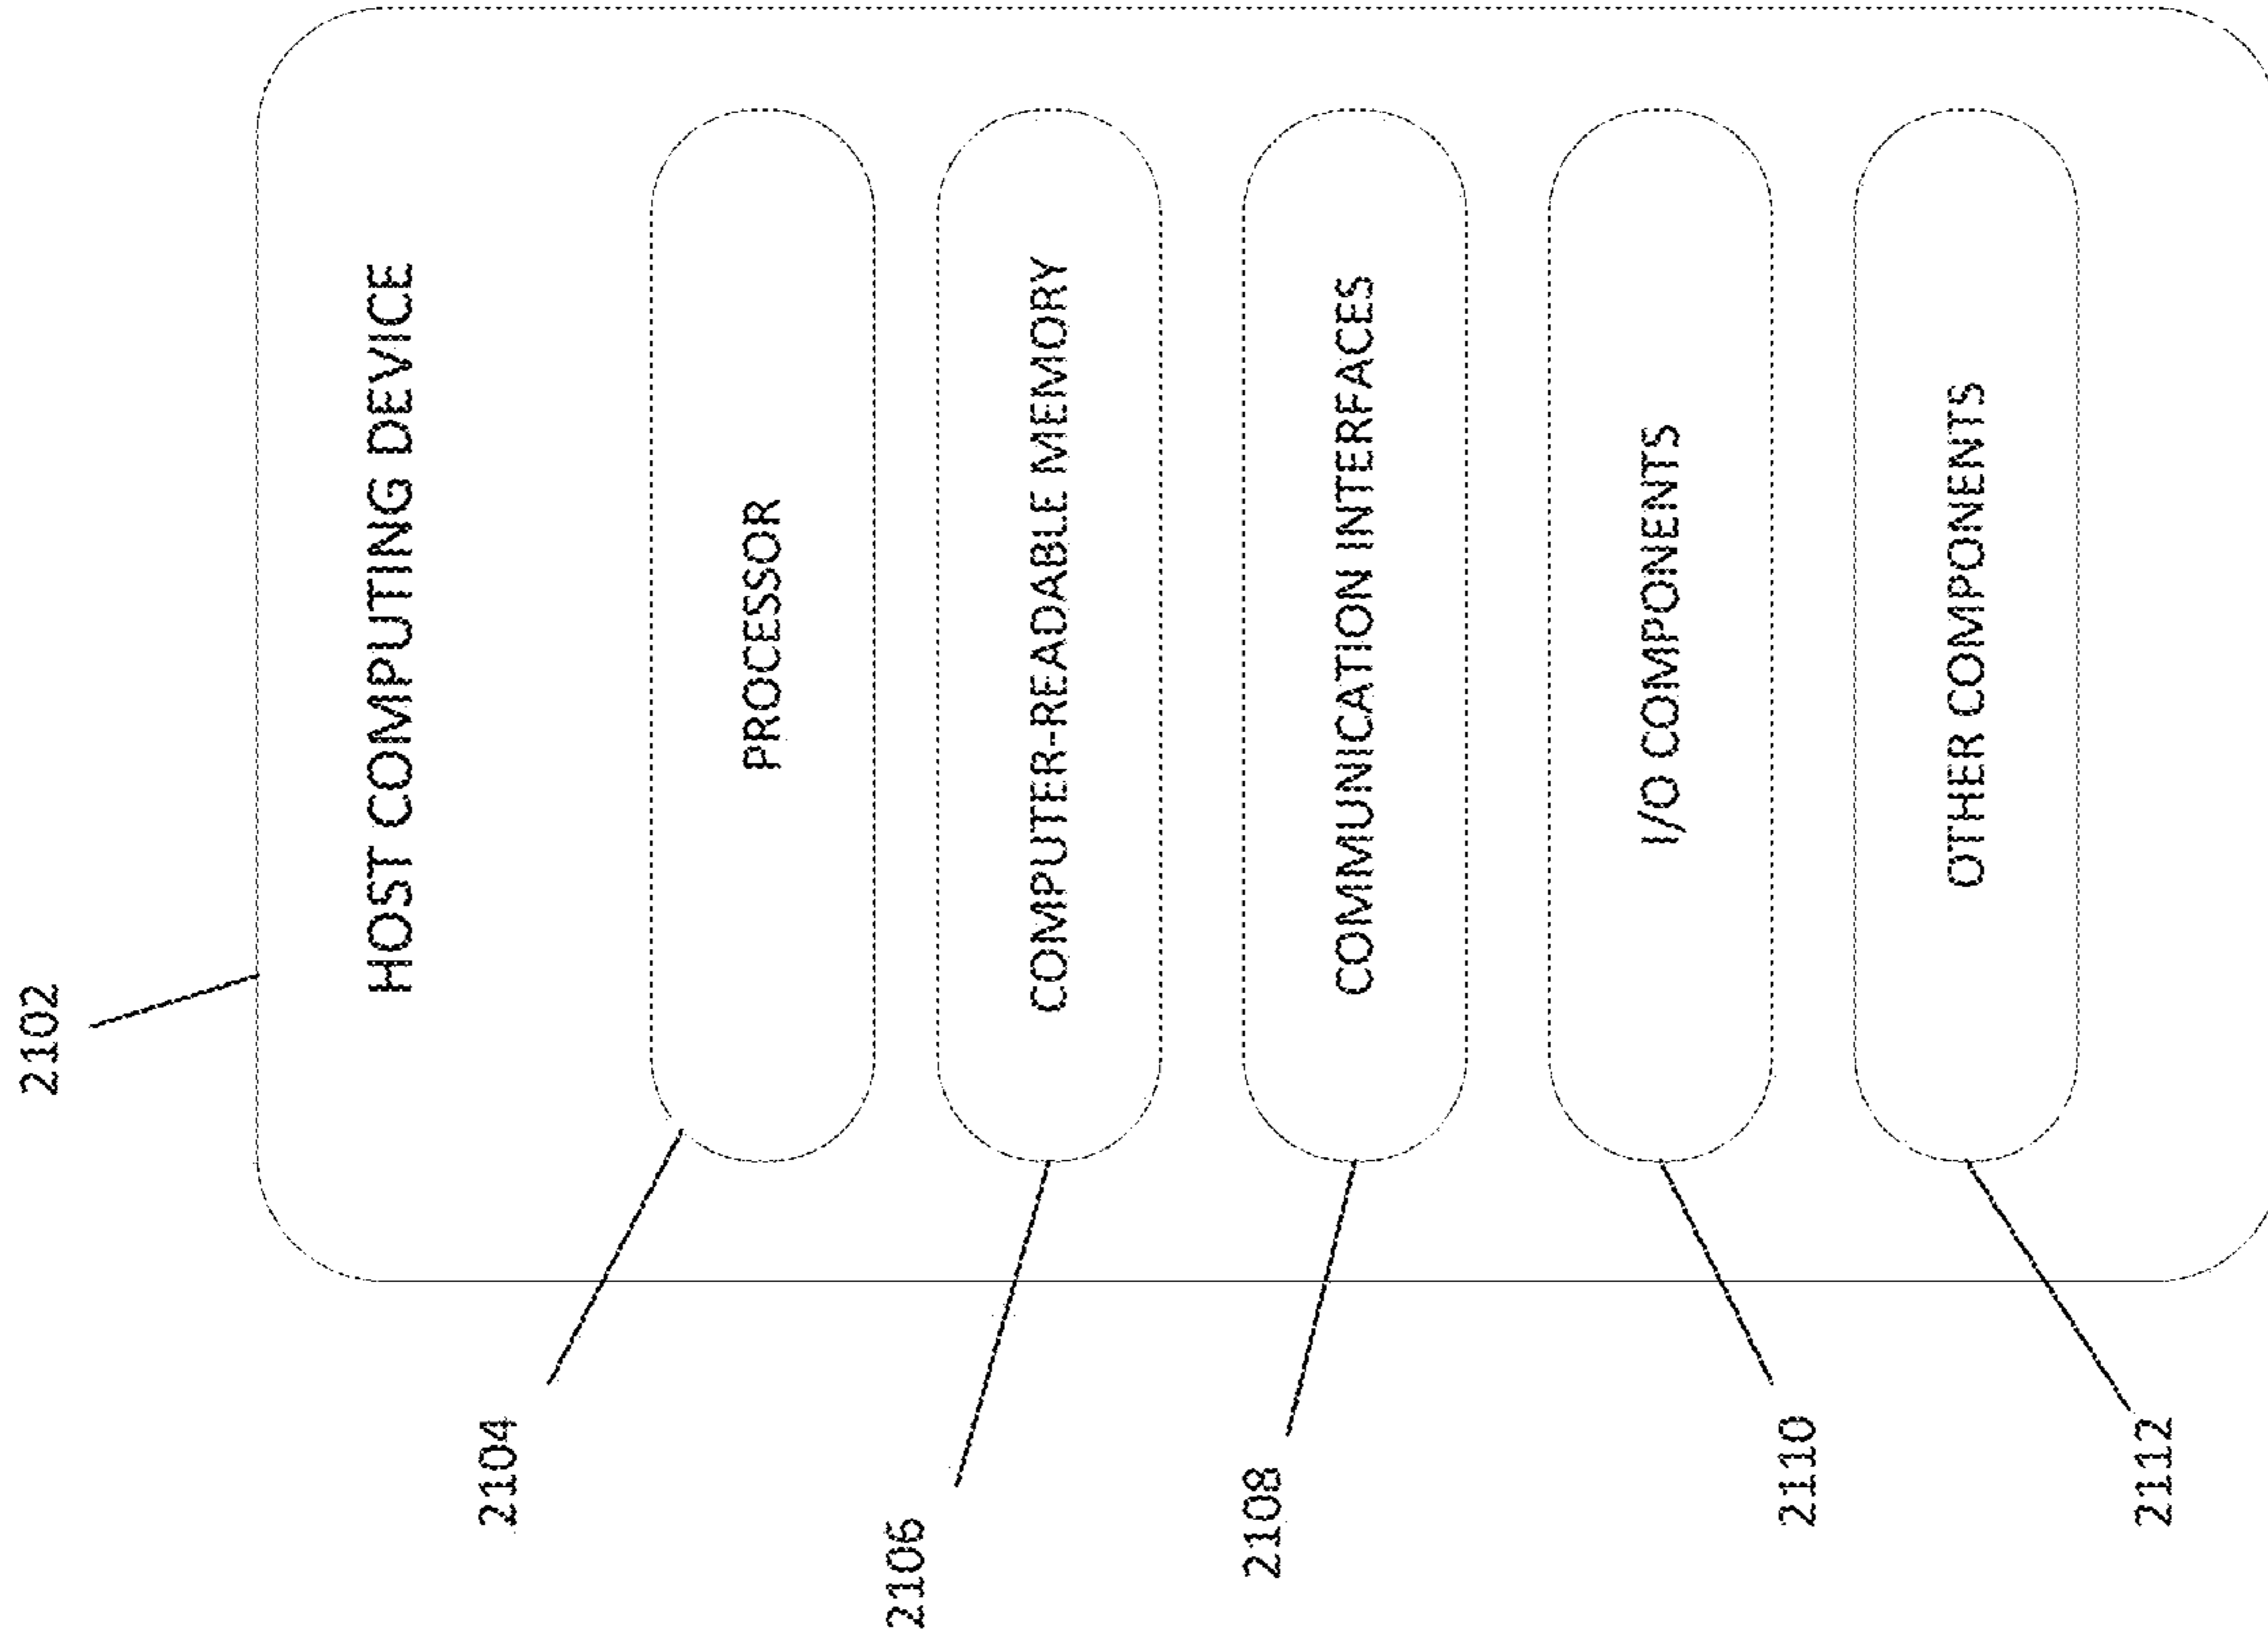 2102
HOST COMPUTING DEVICE
2104
PROCESSOR
2106
COMPUTER-READABLE MEMORY
2108
COMMUNICATION INTERFACES
2110
I/O COMPONENTS
2112
OTHER COMPONENTS